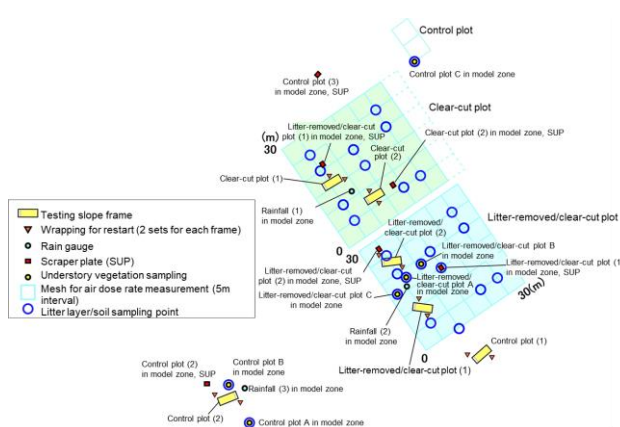 Control plot
Control plot C in model zone
Control plot (3)
in model zone, SUP
Clear-cut plot
(m)
30
Litter-removed/clear-cut
plot (1) in model zone, SUP
Clear-cut plot (2)
in model zone, SUP
Clear-cut
plot (2)
Clear-cut plot (1)
Rainfall (1)
in model zone
Litter-removed/clear-cut plot
Litter-removed/
clear-cut plot (2)
0
30
Litter-removed/clear-cut plot B
in model zone
Litter-removed/clear-cut plot (1
in model zone, SUP
Litter-removed/clear-cut
plot (2) in model zone, SUP
Litter-removed/
clear-cut plot A
in model zone
Litter-removed/clear-cut plot C
in model zone
30(m)
Rainfall (2)
in model zone
0
Control plot (1)
Litter-removed/clear-cut plot (1)
Testing slope frame
Wrapping for restart (2 sets for each frame)
Rain gauge
Scraper plate (SUP)
Understory vegetation sampling
Mesh for air dose rate measurement (5m
interval)
Litter layer/soil sampling point
Control plot (2)
in model zone, SUP
Control plot B
in model zone
Rainfall (3) in model zone
Control plot (2)
Control plot A in model zone